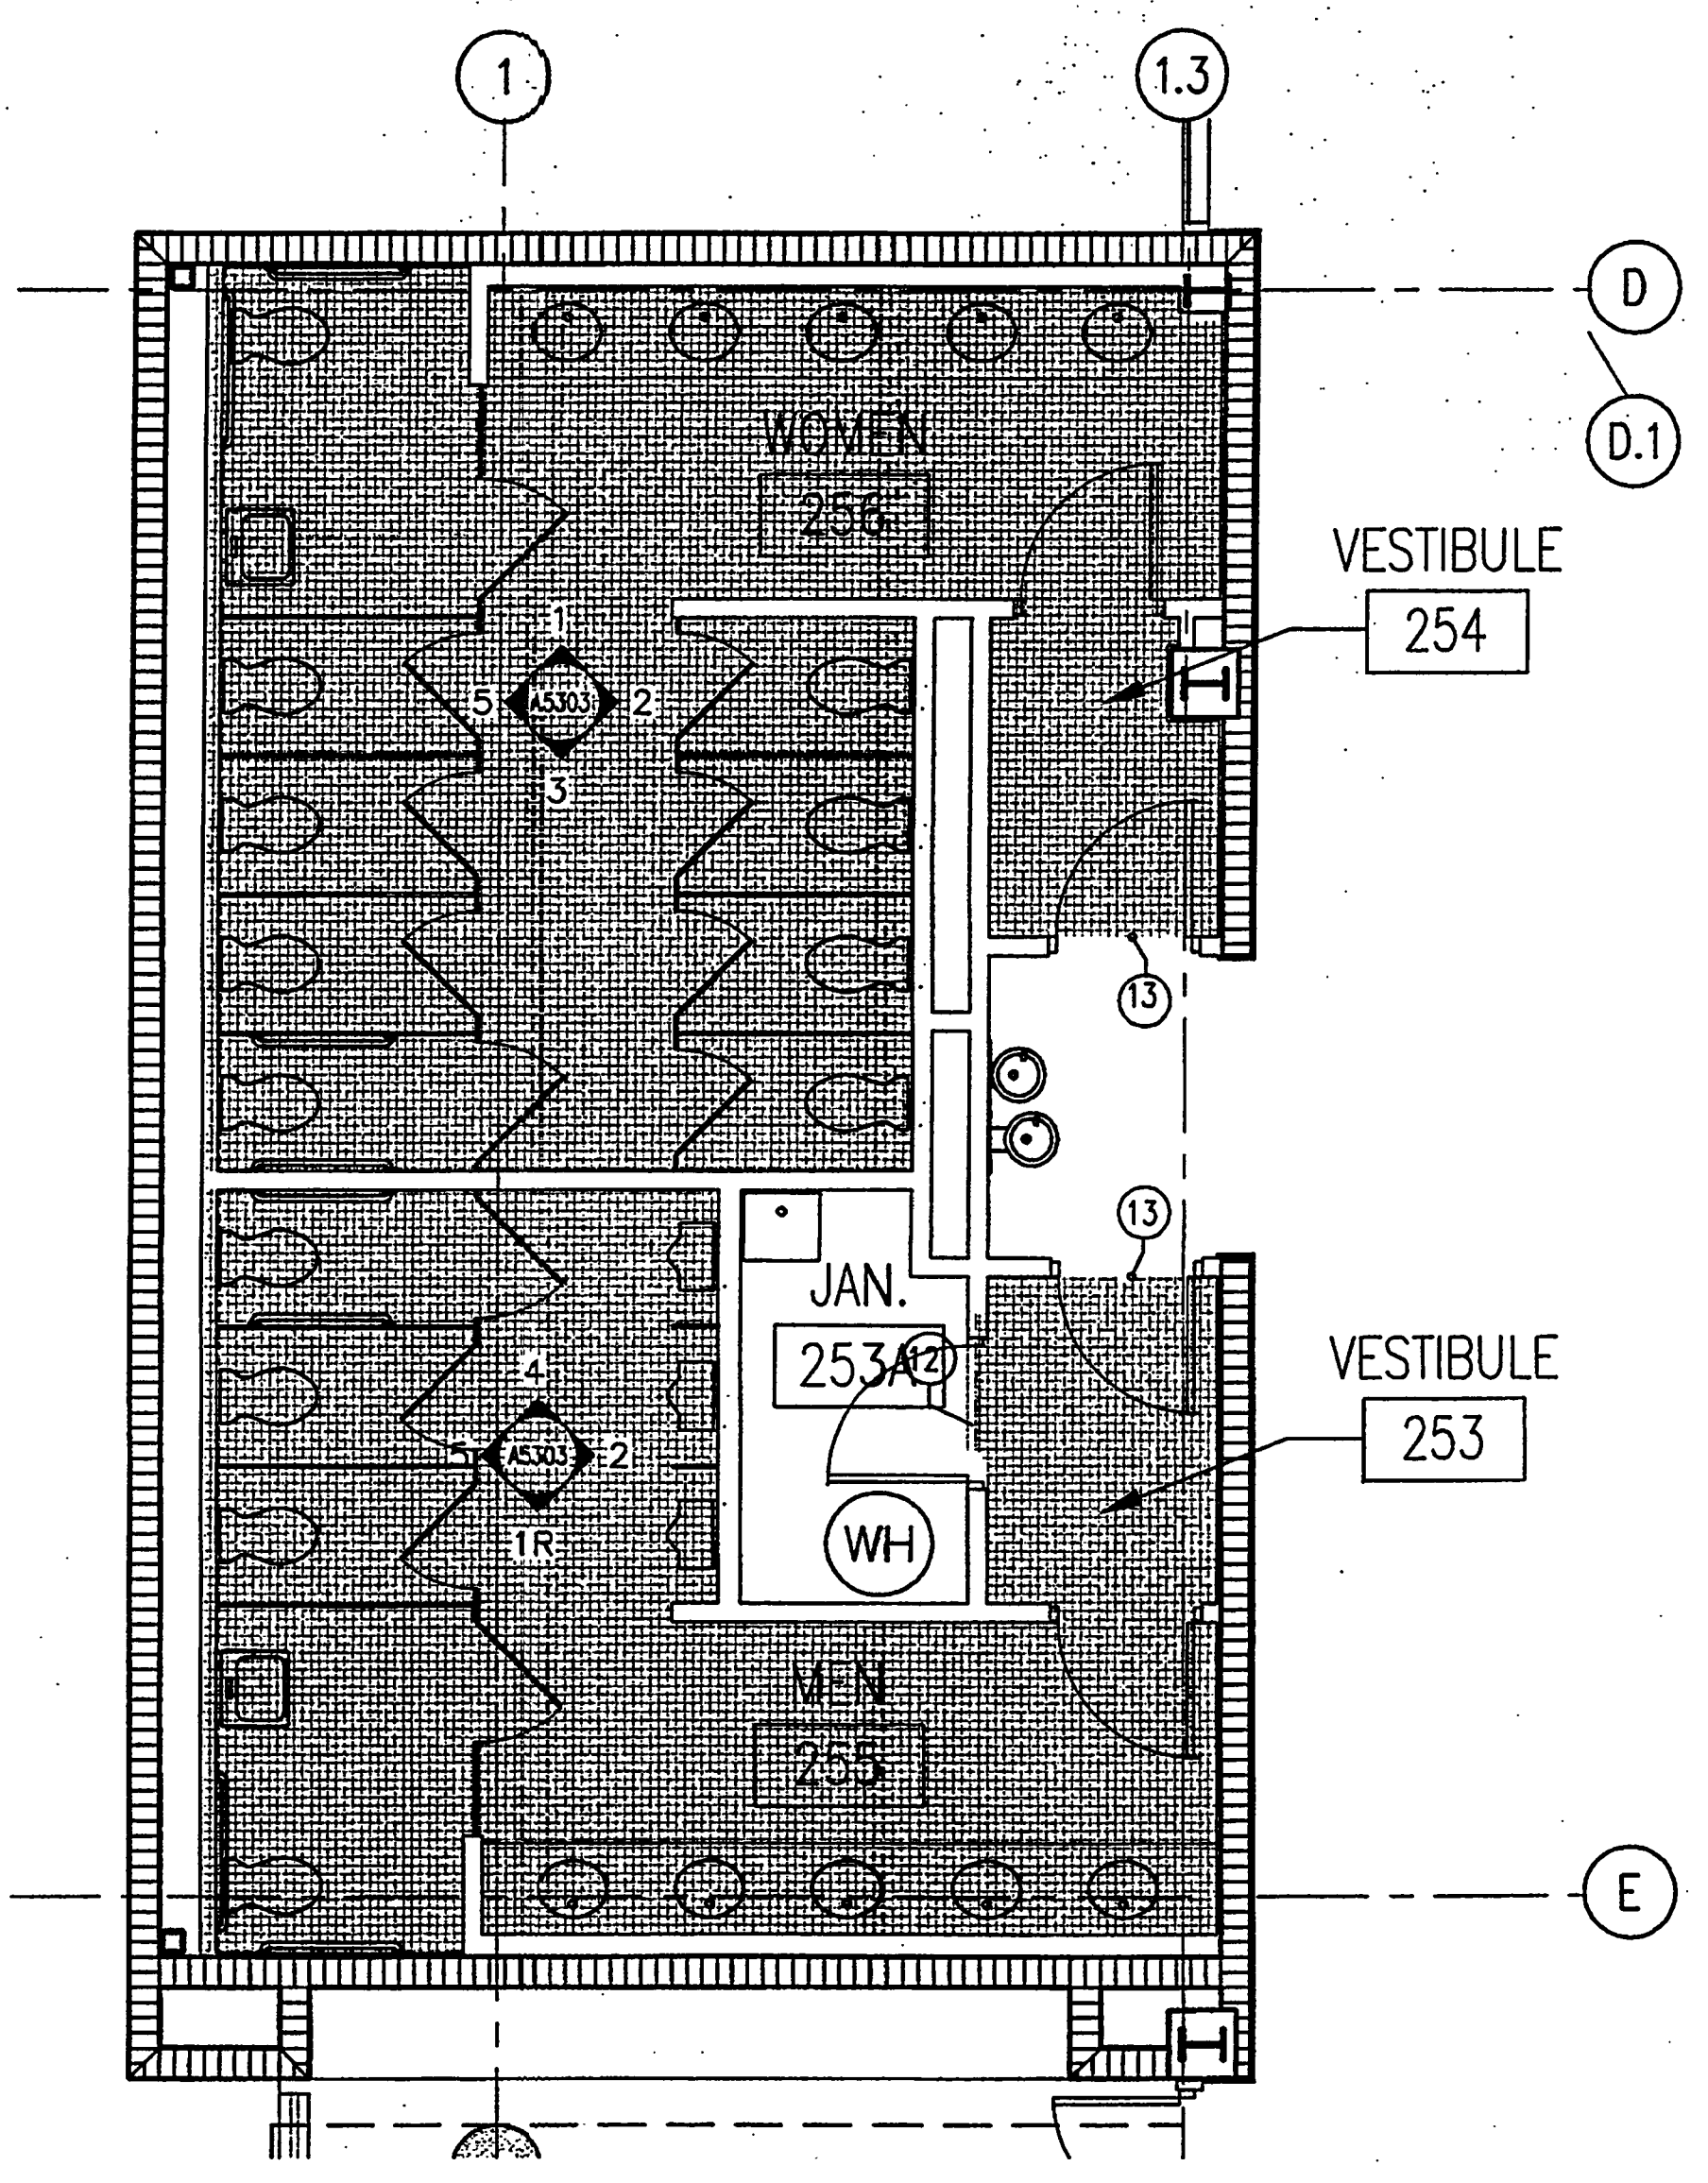 1
1.3
D
D.1
WOMEN
256
VESTIBULE
254
1
5 A5303 2
3
13
13
JAN.
253A
12
VESTIBULE
253
4
5 A5303 2
1R
WH
MEN
255
E